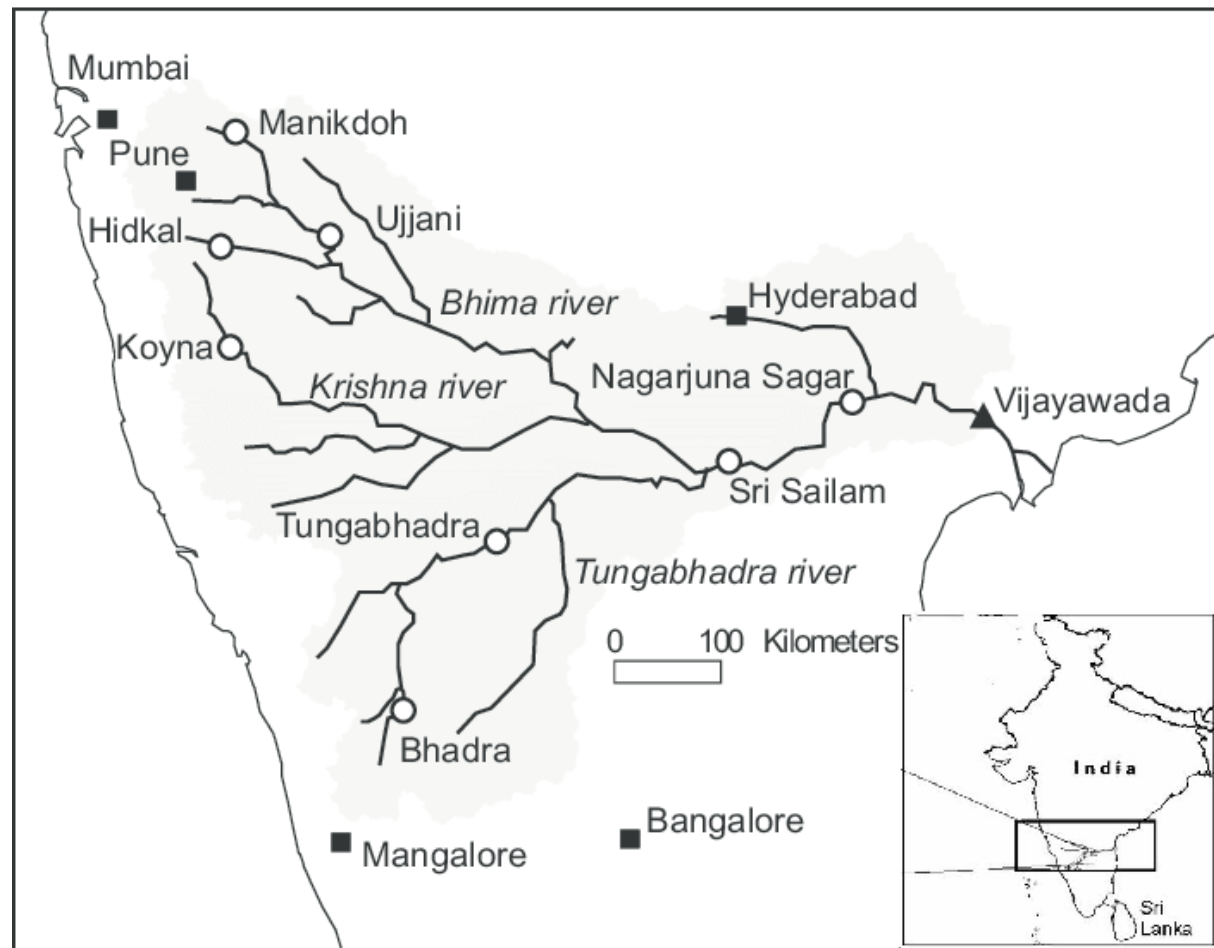 Mumbai
Manikdoh
Pune
Ujjani
Hidkal
Bhima river
Hyderabad
Koyna
Krishna river
Nagarjuna Sagar
Vijayawada
Sri Sailam
Tungabhadra
Tungabhadra river
0 100 Kilometers
Bhadra
India
Bangalore
Mangalore
Sri
Lanka